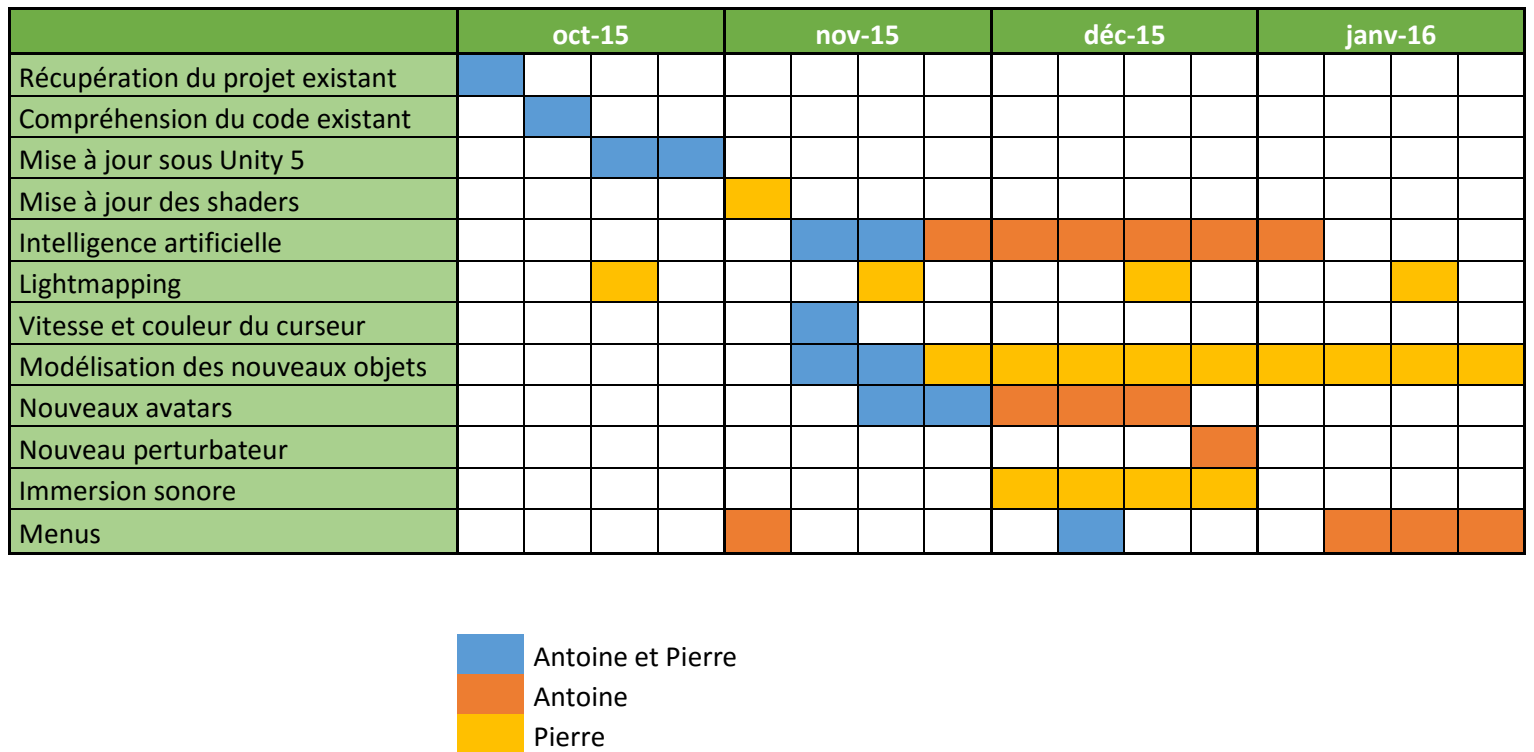 oct-15 nov-15 déc-15 janv-16
Récupération du projet existant
Compréhension du code existant
Mise à jour sous Unity 5
Mise à jour des shaders
Intelligence artificielle
Lightmapping
Vitesse et couleur du curseur
Modélisation des nouveaux objets
Nouveaux avatars
Nouveau perturbateur
Immersion sonore
Menus
Antoine et Pierre
Antoine
Pierre